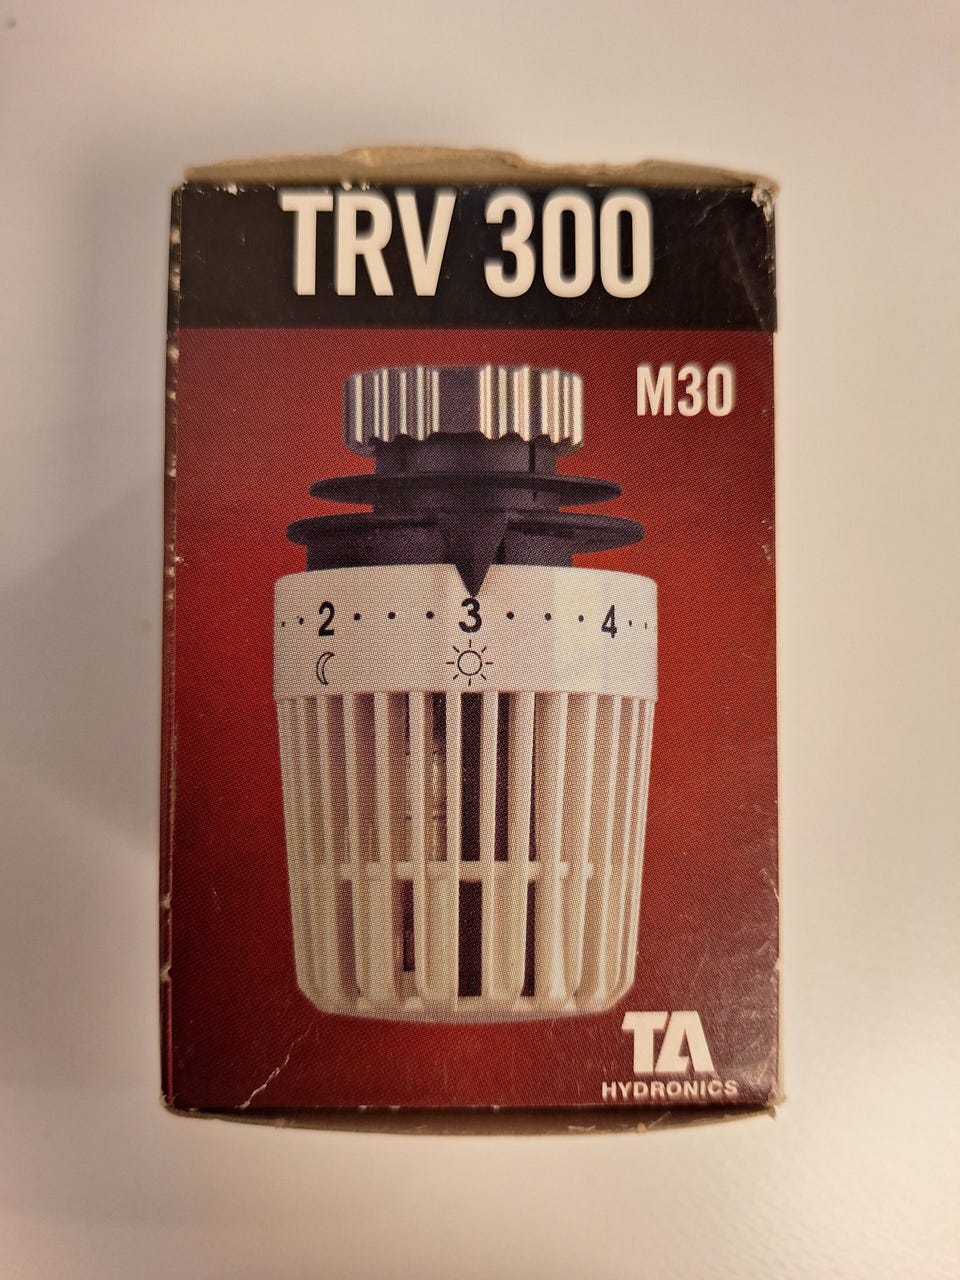 TRV 300
M30
2 3 4
TA
HYDRONICS